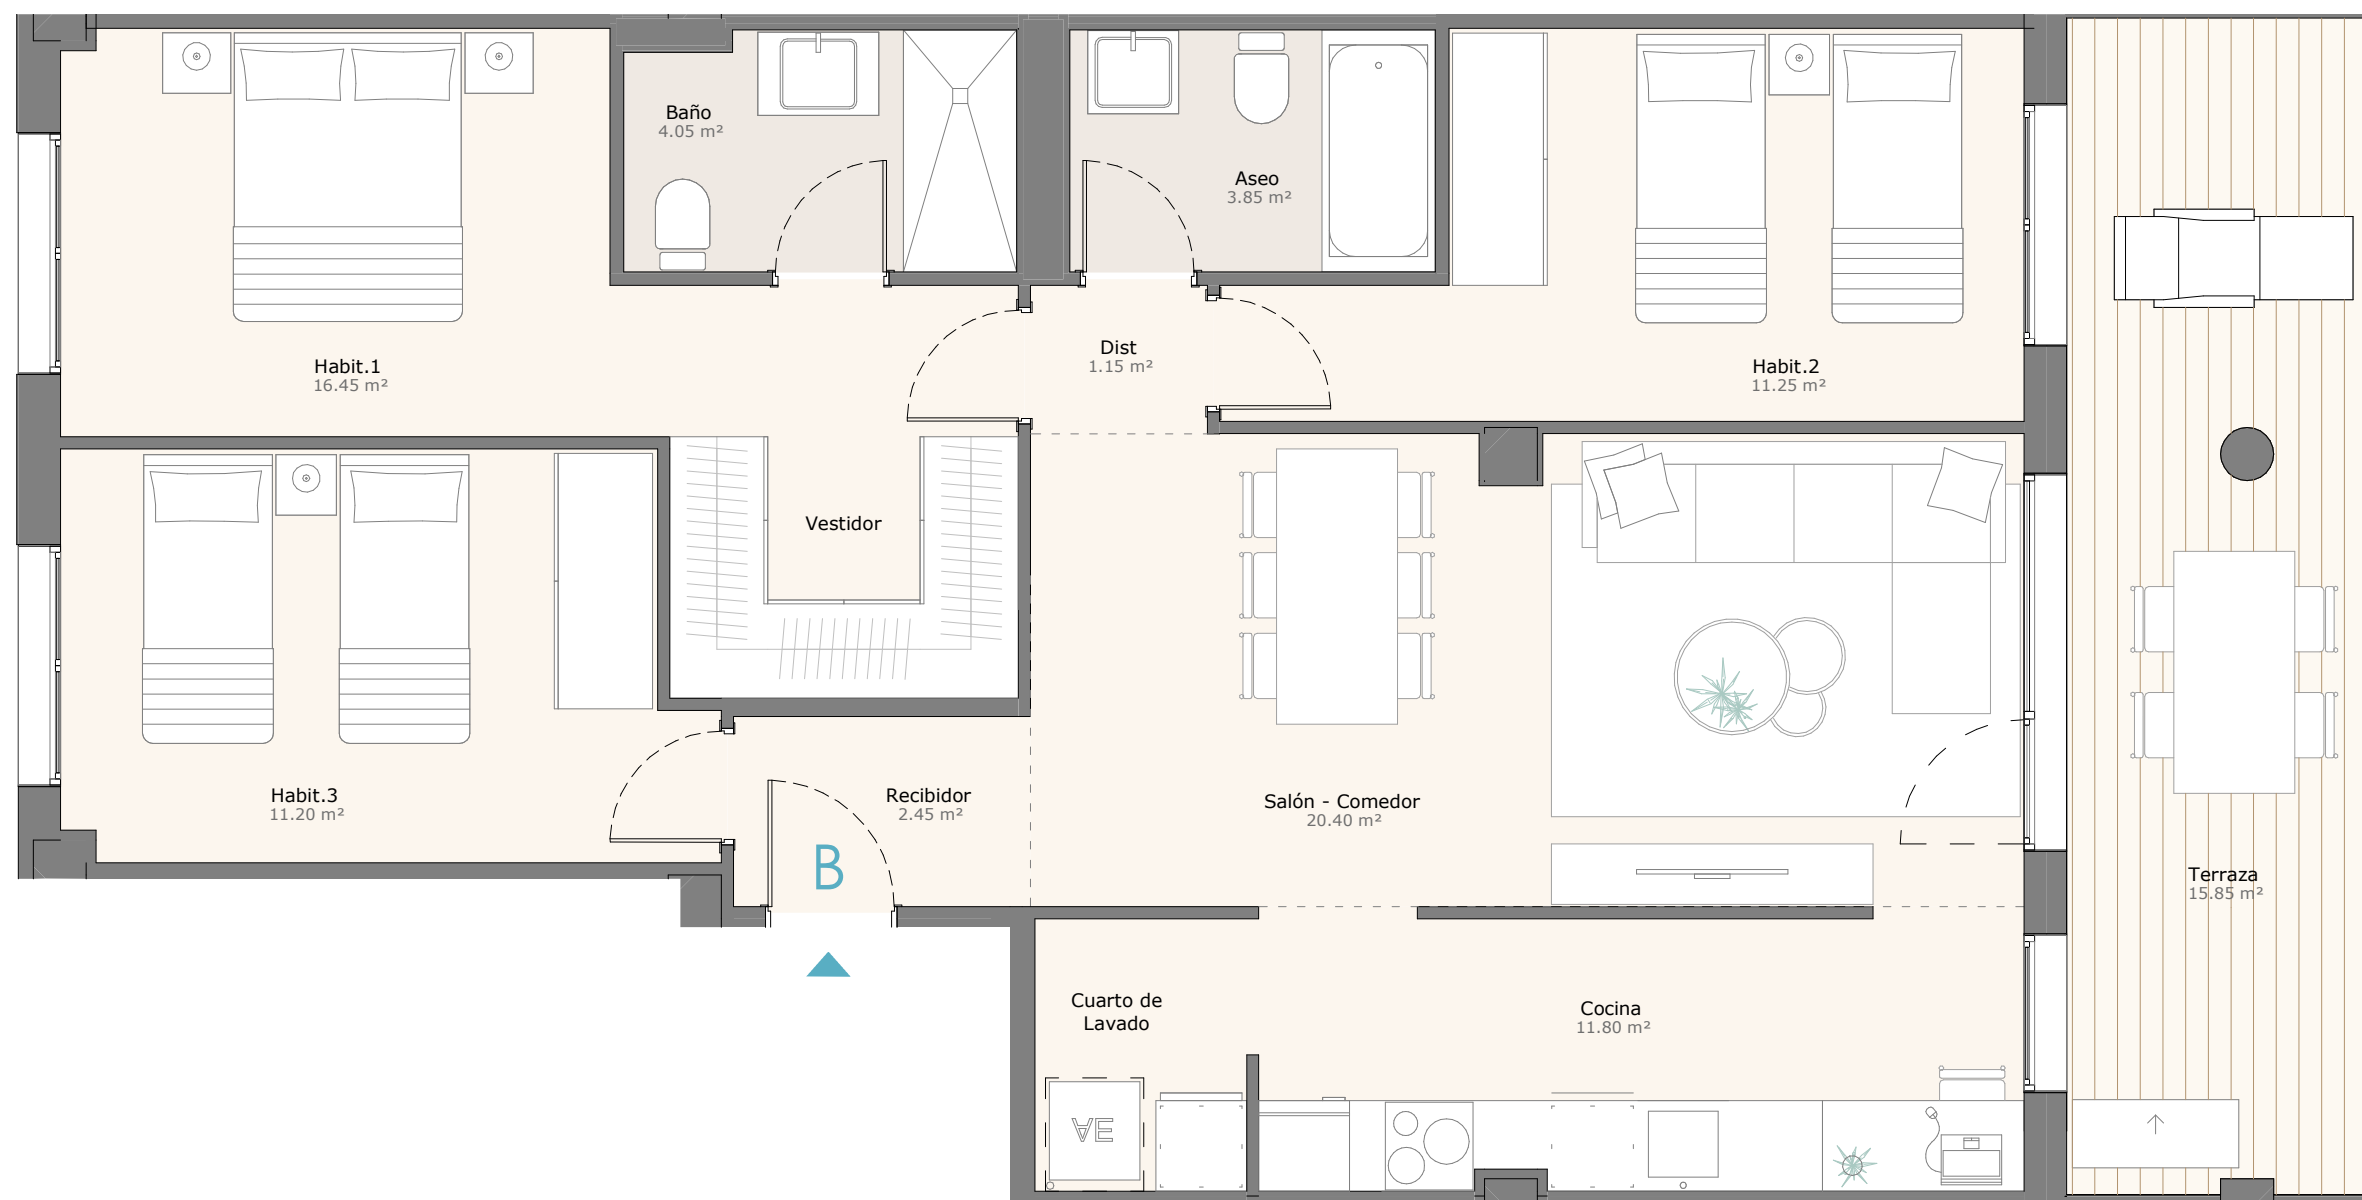 Baño
4.05 m²
Aseo
3.85 m²
Habit.1
16.45 m²
Dist
1.15 m²
Habit.2
11.25 m²
Vestidor
Habit.3
11.20 m²
Recibidor
2.45 m²
B
Salón - Comedor
20.40 m²
Terraza
15.85 m²
Cuarto de
Lavado
Cocina
11.80 m²
AE